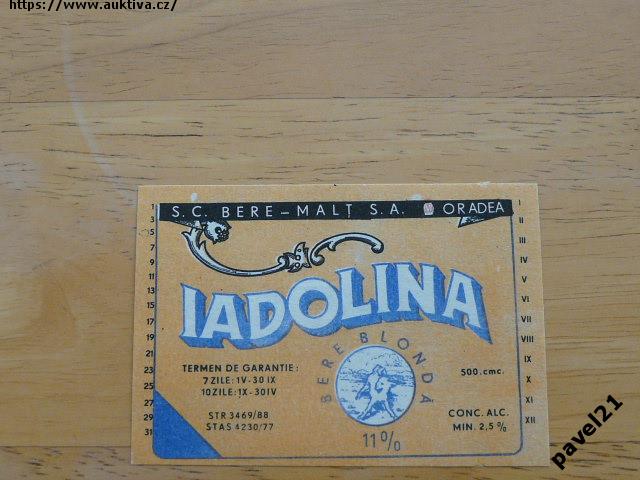 https://www.auktiva.cz/
S.C. BERE-MALȚ S.A. ORADEA
IADOLINA
BERE BLONDĂ
11%
TERMEN DE GARANTIE:
7 ZILE: IV-30 IX
10 ZILE: IX-30 IV
STR 3469/88
STAS 4230/77
500. cmc.
CONC. ALC.
MIN. 2,5 %
1
3
5
7
9
11
13
15
17
19
21
23
25
27
29
31
I
II
III
IV
V
VI
VII
VIII
IX
X
XI
XII
pavel21